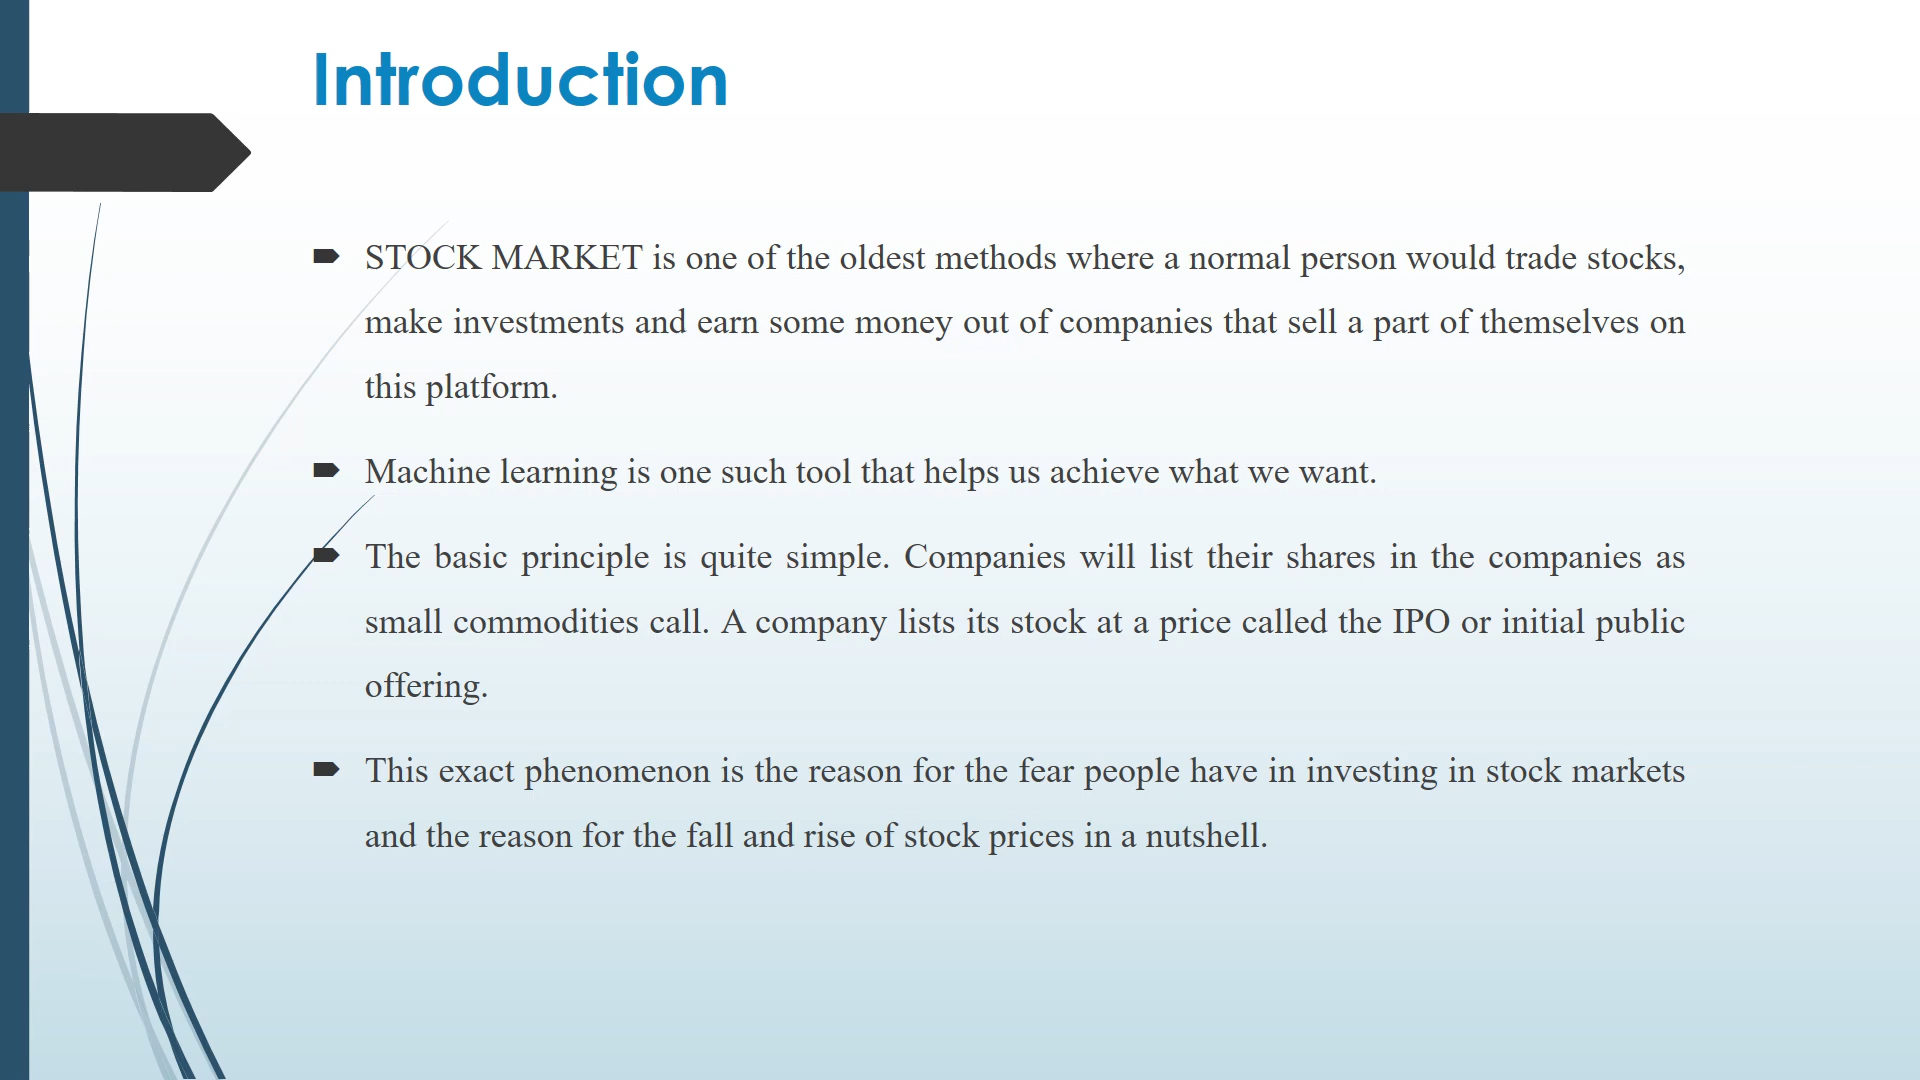 Introduction
STOCK MARKET is one of the oldest methods where a normal person would trade stocks,
make investments and earn some money out of companies that sell a part of themselves on
this platform.
Machine learning is one such tool that helps us achieve what we want.
The basic principle is quite simple. Companies will list their shares in the companies as
small commodities call. A company lists its stock at a price called the IPO or initial public
offering.
This exact phenomenon is the reason for the fear people have in investing in stock markets
and the reason for the fall and rise of stock prices in a nutshell.